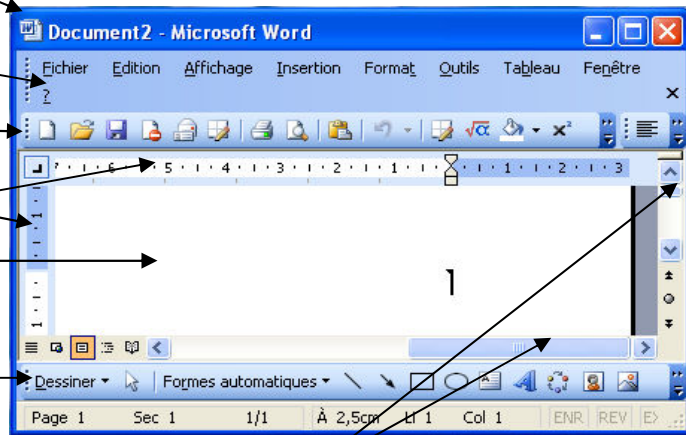 Document2 - Microsoft Word
Fichier Edition Affichage Insertion Format Outils Tableau Fenêtre
?
7 6 5 4 3 2 1 1 2 3
1
1
Dessiner Formes automatiques
Page 1 Sec 1 1/1 À 2,5cm Li 1 Col 1 ENR REV